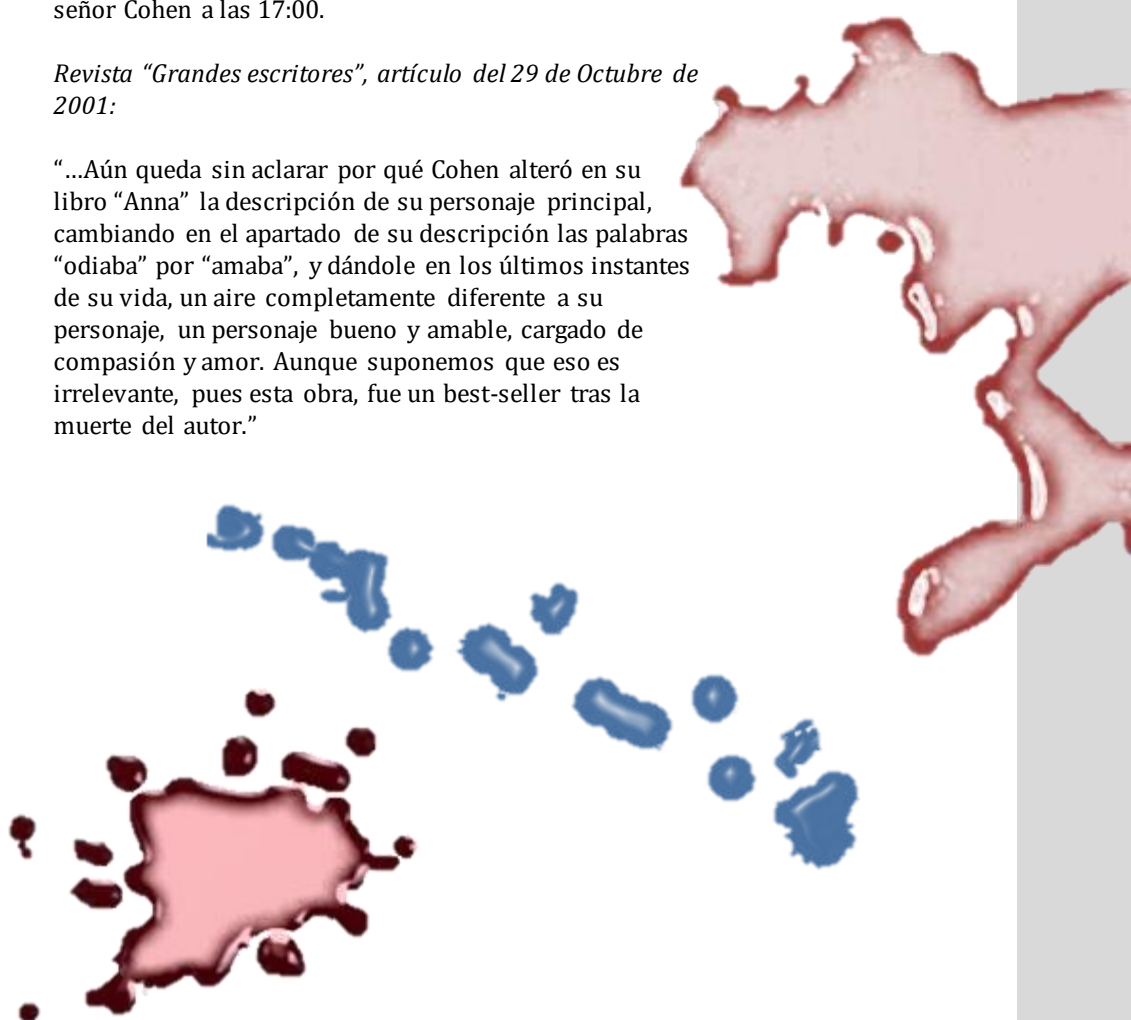 señor Cohen a las 17:00.
Revista “Grandes escritores”, artículo del 29 de Octubre de
2001:
“…Aún queda sin aclarar por qué Cohen alteró en su
libro “Anna” la descripción de su personaje principal,
cambiando en el apartado de su descripción las palabras
“odiaba” por “amaba”, y dándole en los últimos instantes
de su vida, un aire completamente diferente a su
personaje, un personaje bueno y amable, cargado de
compasión y amor. Aunque suponemos que eso es
irrelevante, pues esta obra, fue un best-seller tras la
muerte del autor.”